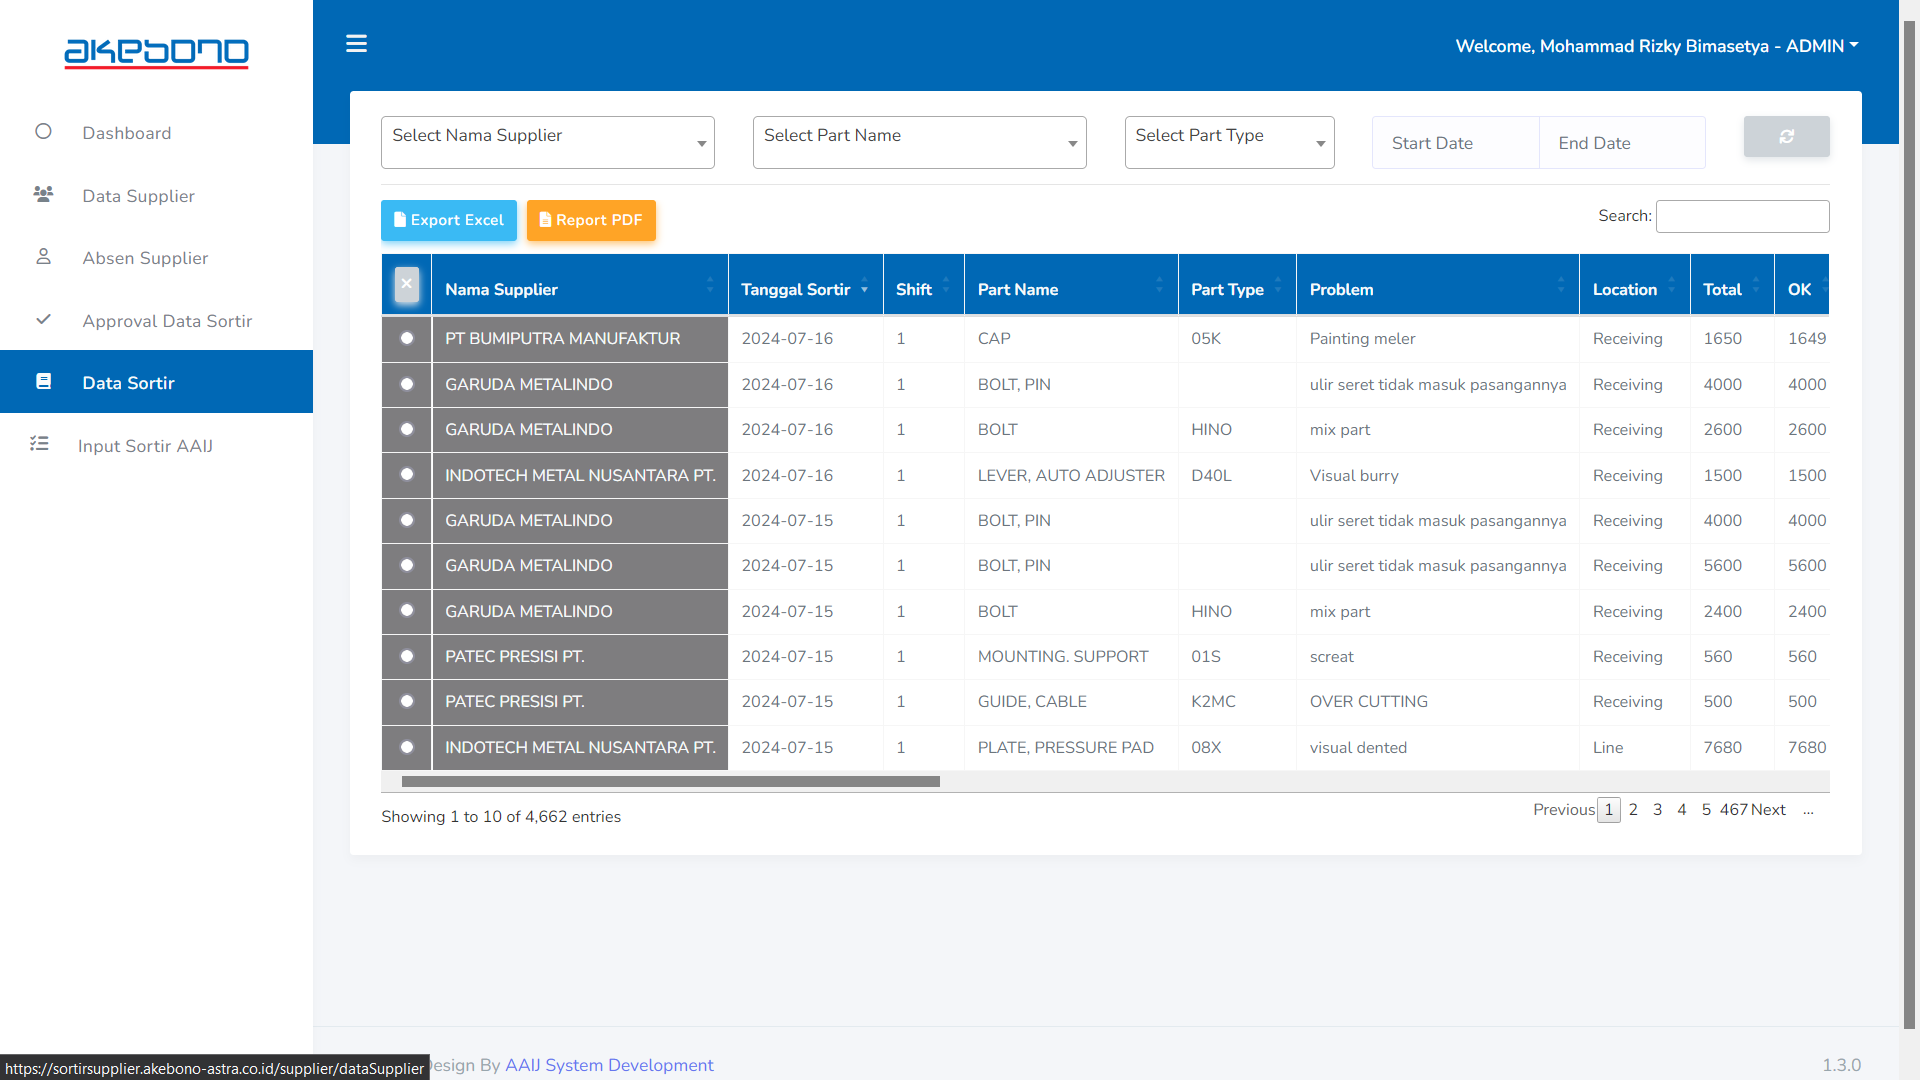 akebono
Welcome, Mohammad Rizky Bimasetya - ADMIN
Dashboard
Data Supplier
Absen Supplier
Approval Data Sortir
Data Sortir
Input Sortir AAIJ
Select Nama Supplier Select Part Name Select Part Type Start Date End Date
Export Excel Report PDF Search:
Nama Supplier Tanggal Sortir Shift Part Name Part Type Problem Location Total OK
PT BUMIPUTRA MANUFAKTUR 2024-07-16 1 CAP 05K Painting meler Receiving 1650 1649
GARUDA METALINDO 2024-07-16 1 BOLT, PIN ulir seret tidak masuk pasangannya Receiving 4000 4000
GARUDA METALINDO 2024-07-16 1 BOLT HINO mix part Receiving 2600 2600
INDOTECH METAL NUSANTARA PT. 2024-07-16 1 LEVER, AUTO ADJUSTER D40L Visual burry Receiving 1500 1500
GARUDA METALINDO 2024-07-15 1 BOLT, PIN ulir seret tidak masuk pasangannya Receiving 4000 4000
GARUDA METALINDO 2024-07-15 1 BOLT, PIN ulir seret tidak masuk pasangannya Receiving 5600 5600
GARUDA METALINDO 2024-07-15 1 BOLT HINO mix part Receiving 2400 2400
PATEC PRESISI PT. 2024-07-15 1 MOUNTING. SUPPORT 01S screat Receiving 560 560
PATEC PRESISI PT. 2024-07-15 1 GUIDE, CABLE K2MC OVER CUTTING Receiving 500 500
INDOTECH METAL NUSANTARA PT. 2024-07-15 1 PLATE, PRESSURE PAD 08X visual dented Line 7680 7680
Showing 1 to 10 of 4,662 entries Previous 1 2 3 4 5 467 Next ...
https://sortirsupplier.akebono-astra.co.id/supplier/dataSupplier
Design By AAIJ System Development 1.3.0